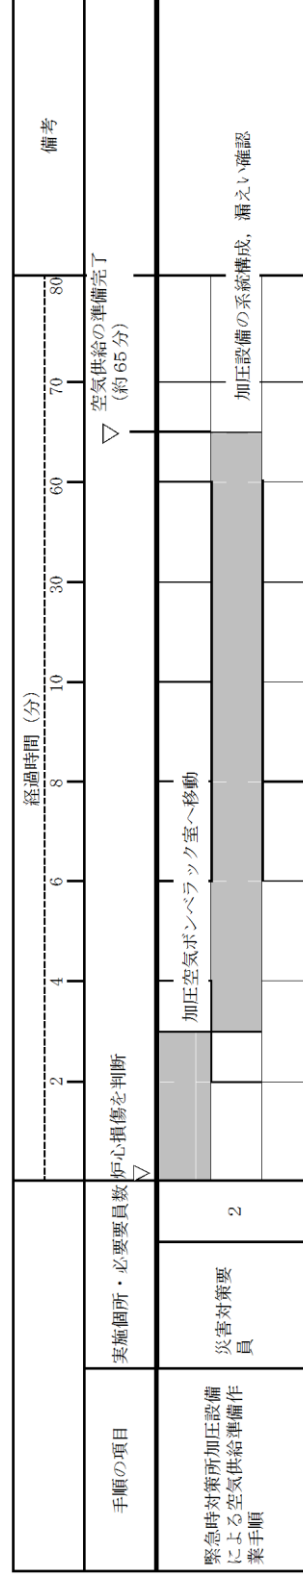 経過時間（分）
備考
2
4
6
8
10
30
60
70
80
手順の項目
実施個所・必要要員数
炉心損傷を判断
空気供給の準備完了
（約65分）
緊急時対策所加圧設備
による空気供給準備作
業手順
災害対策要
員
2
加圧空気ボンベラック室へ移動
加圧設備の系統構成，漏えい確認